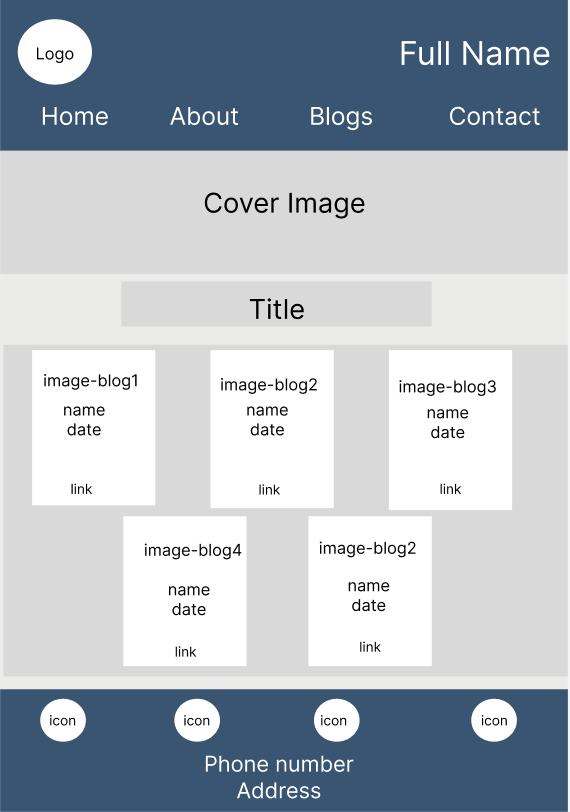 Logo
Full Name
Home About Blogs Contact
Cover Image
Title
image-blog1
name
date
link
image-blog2
name
date
link
image-blog3
name
date
link
image-blog4
name
date
link
image-blog2
name
date
link
icon icon icon icon
Phone number
Address